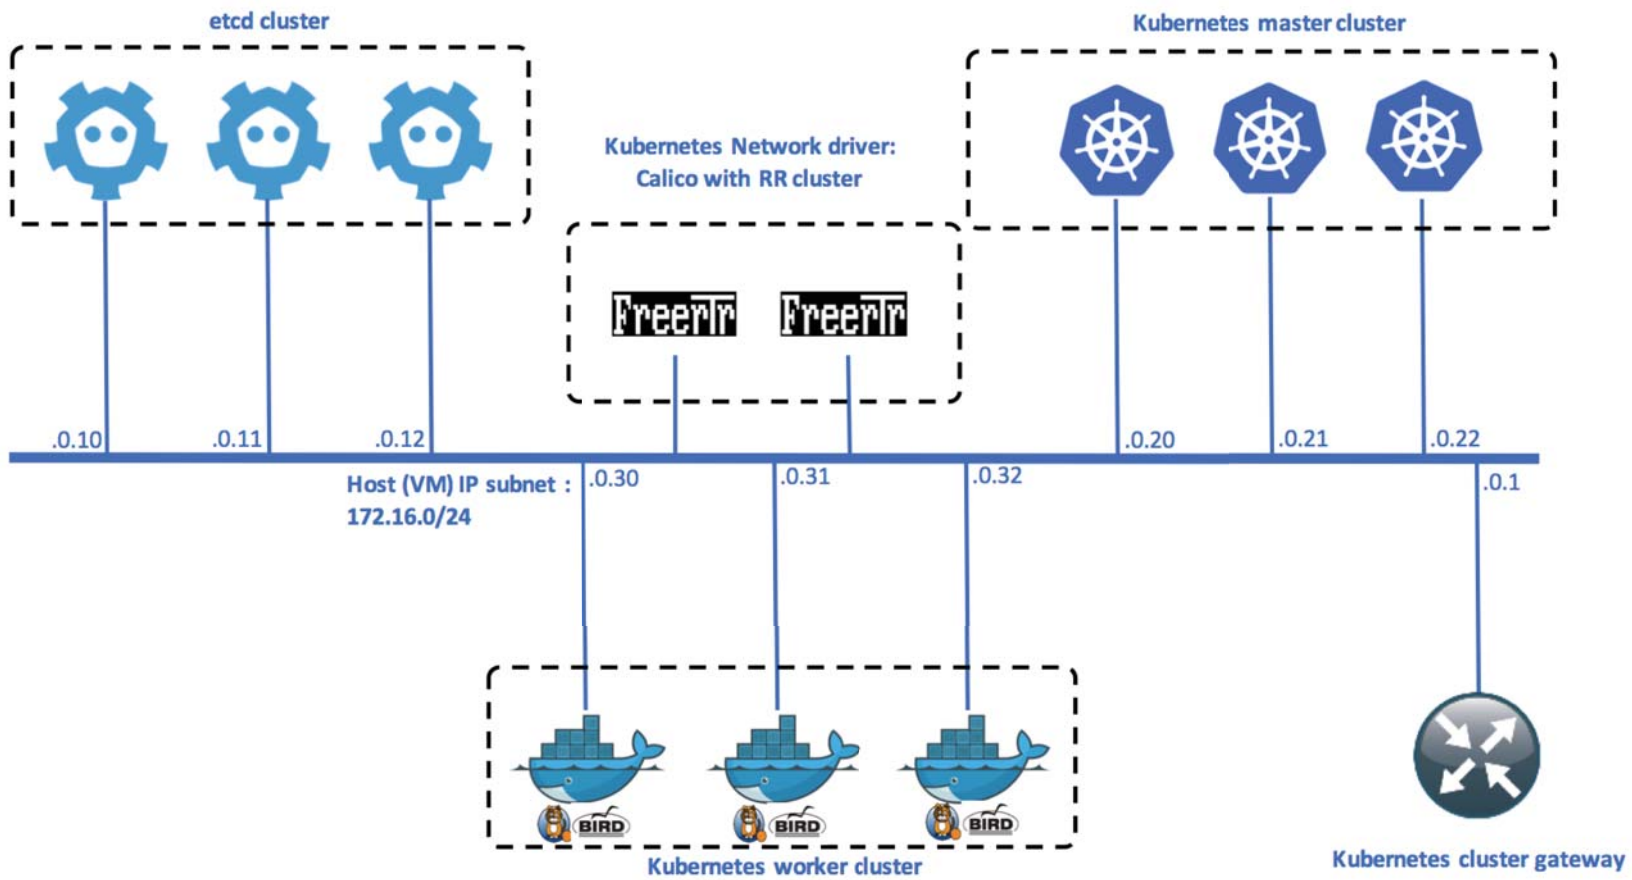 etcd cluster
Kubernetes master cluster
Kubernetes Network driver:
Calico with RR cluster
FreerTr
FreerTr
.0.10
.0.11
.0.12
.0.20
.0.21
.0.22
Host (VM) IP subnet :
172.16.0/24
.0.30
.0.31
.0.32
.0.1
BIRD
BIRD
BIRD
Kubernetes worker cluster
Kubernetes cluster gateway